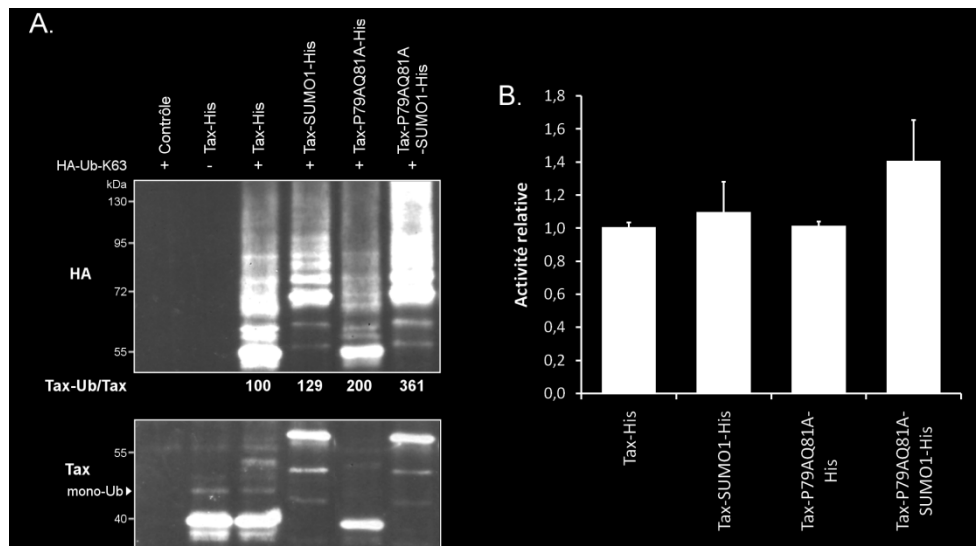 A.
+ Contrôle
- Tax-His
+ Tax-His
+ Tax-SUMO1-His
+ Tax-P79AQ81A-His
+ Tax-P79AQ81A
-SUMO1-His
HA-Ub-K63
kDa
130
95
HA
72
55
Tax-Ub/Tax 100 129 200 361
55
Tax
mono-Ub
40
B.
Activité relative
1,8
1,6
1,4
1,2
1,0
0,8
0,6
0,4
0,2
0,0
Tax-His
Tax-SUMO1-His
Tax-P79AQ81A-
His
Tax-P79AQ81A-
SUMO1-His